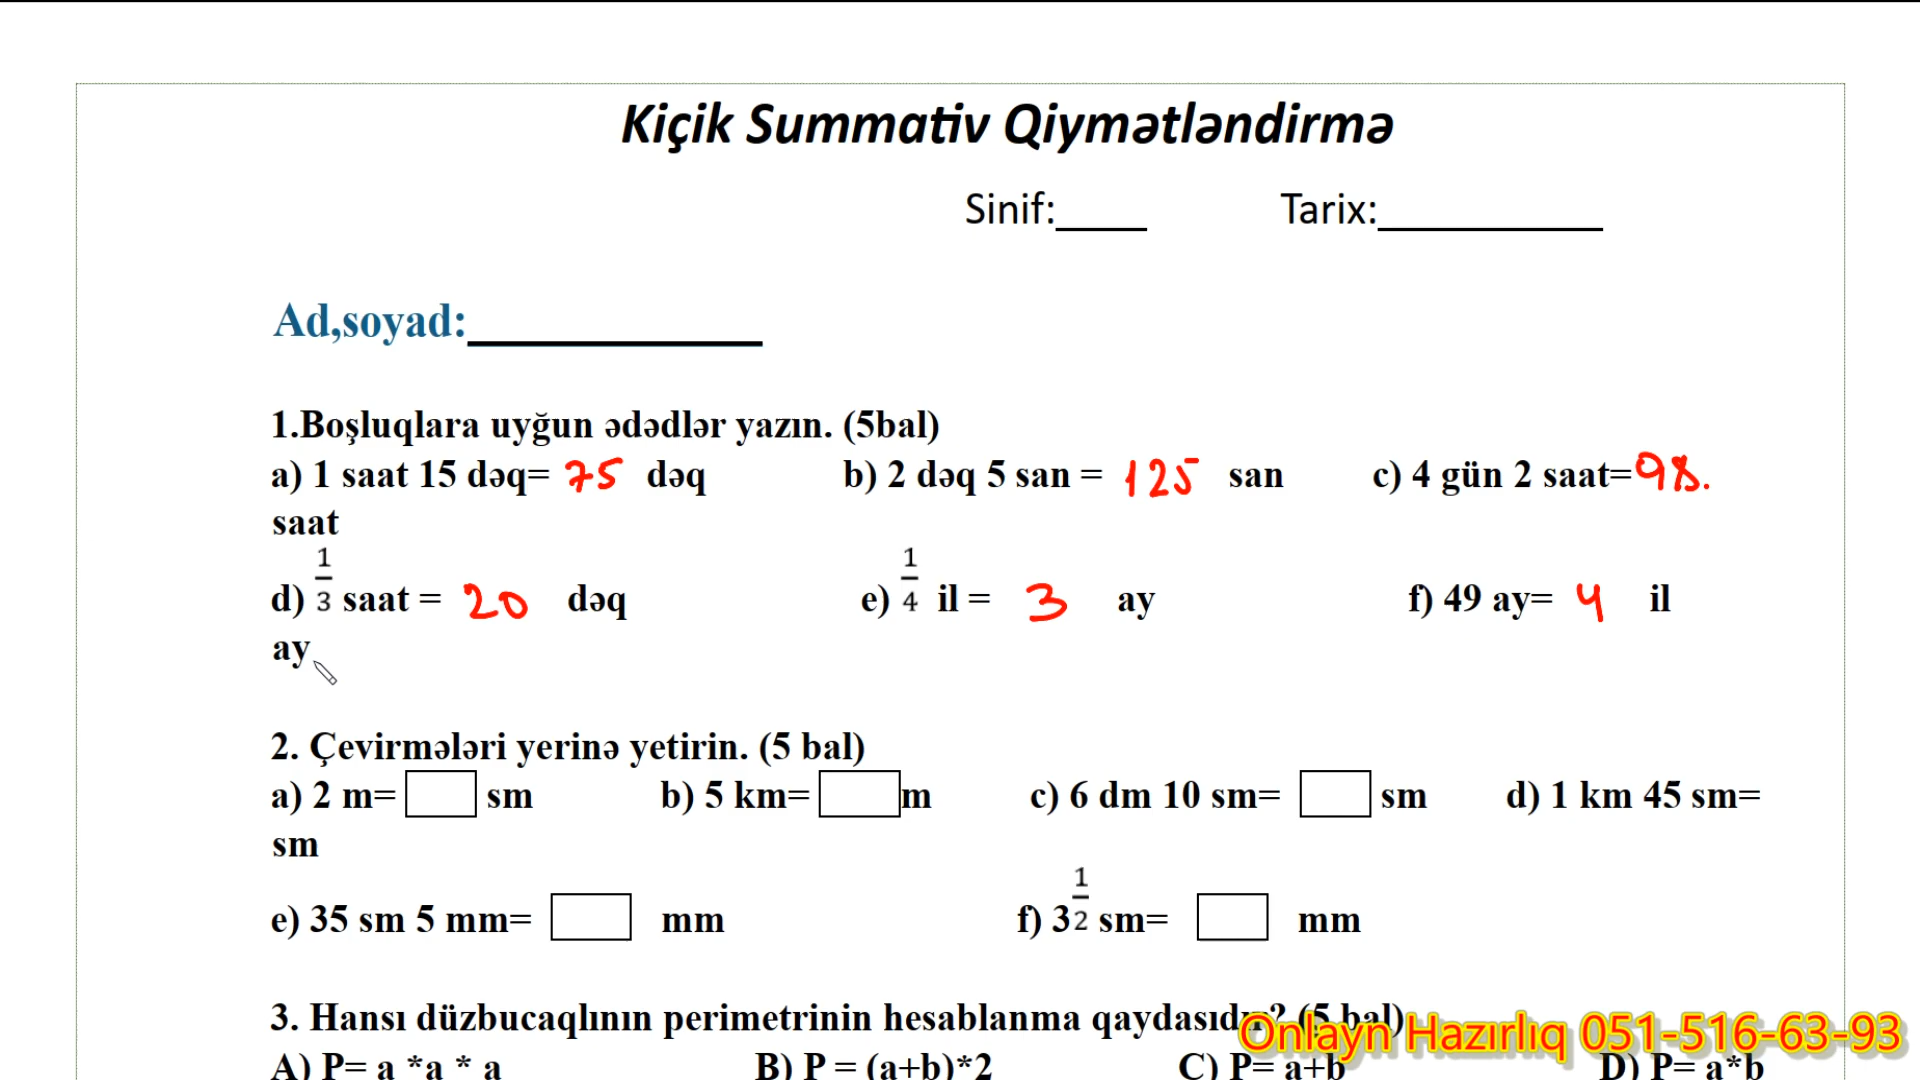 Kiçik Summativ Qiymətləndirmə
Sinif:____ Tarix:__________
Ad,soyad:____________
1.Boşluqlara uyğun ədədlər yazın. (5bal)
a) 1 saat 15 dəq= 75 dəq b) 2 dəq 5 san = 125 san c) 4 gün 2 saat=98.
saat
d) 1/3 saat = 20 dəq e) 1/4 il = 3 ay f) 49 ay= 4 il
ay
2. Çevirmələri yerinə yetirin. (5 bal)
a) 2 m= sm b) 5 km= m c) 6 dm 10 sm= sm d) 1 km 45 sm=
sm
e) 35 sm 5 mm= mm f) 3 1/2 sm= mm
3. Hansı düzbucaqlının perimetrinin hesablanma qaydasıdır? (5 bal)
Onlayn Hazırlıq 051-516-63-93
A) P= a *a * a B) P = (a+b)*2 C) P= a+b D) P= a*b